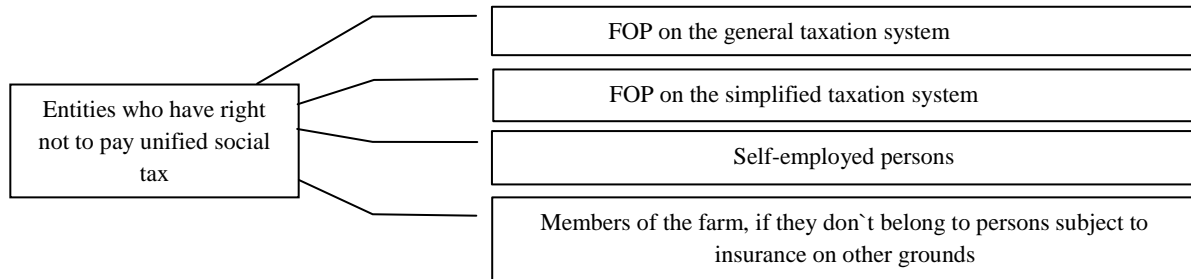 FOP on the general taxation system
Entities who have right
not to pay unified social
tax
FOP on the simplified taxation system
Self-employed persons
Members of the farm, if they don`t belong to persons subject to
insurance on other grounds